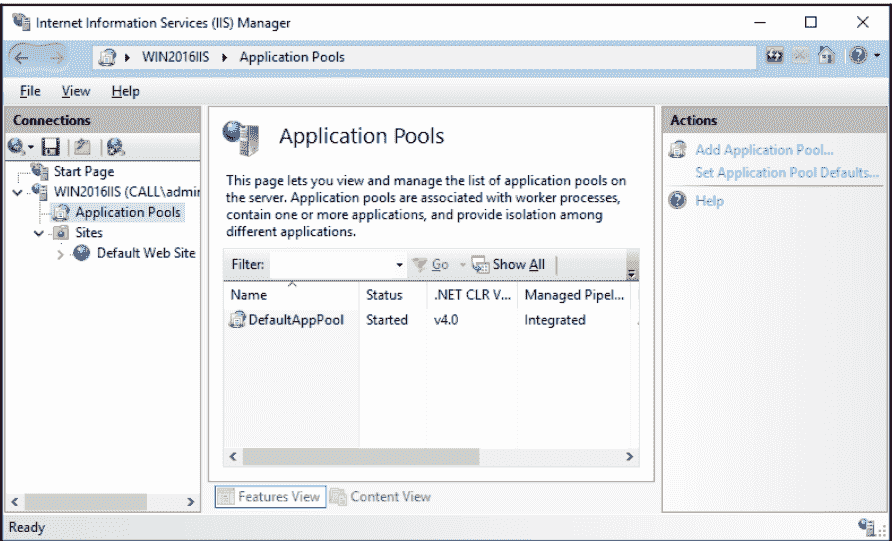 Internet Information Services (IIS) Manager
WIN2016IIS
Application Pools
File View Help
Connections
Start Page
WIN2016IIS (CALL\admin
Application Pools
Sites
Default Web Site
Application Pools
This page lets you view and manage the list of application pools on
the server. Application pools are associated with worker processes,
contain one or more applications, and provide isolation among
different applications.
Filter: Go Show All
Name Status .NET CLR V... Managed Pipel...
DefaultAppPool Started v4.0 Integrated
Features View Content View
Actions
Add Application Pool...
Set Application Pool Defaults...
Help
Ready